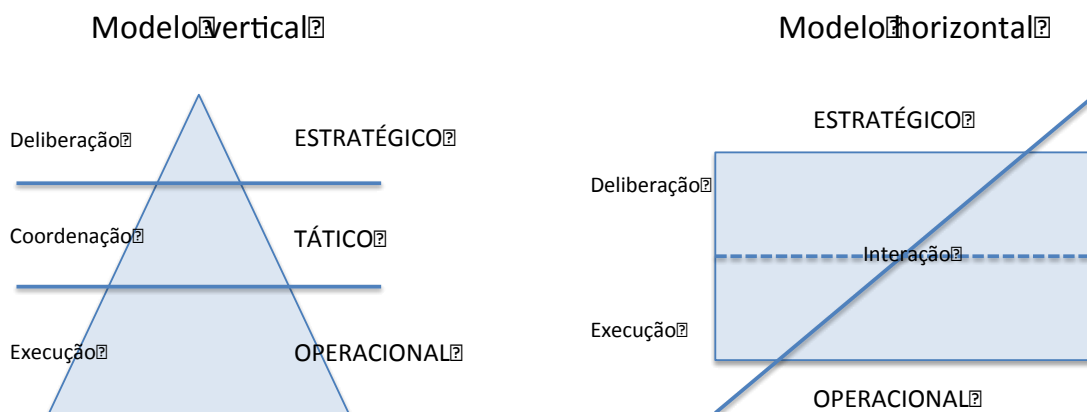 Modelo vertical
Modelo horizontal
Deliberação
ESTRATÉGICO
Coordenação
TÁTICO
Execução
OPERACIONAL
ESTRATÉGICO
Deliberação
Interação
Execução
OPERACIONAL